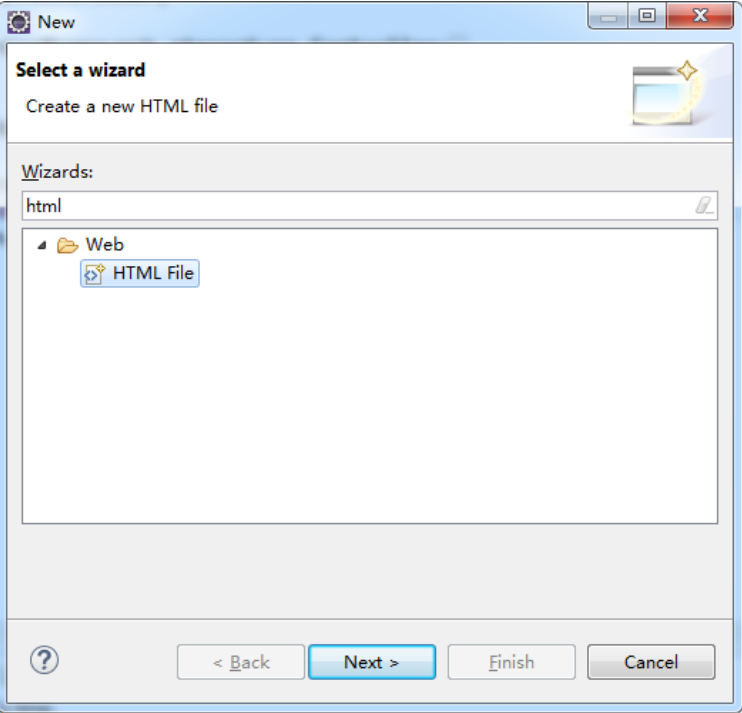 New
Select a wizard
Create a new HTML file
Wizards:
html
Web
HTML File
< Back Next > Finish Cancel